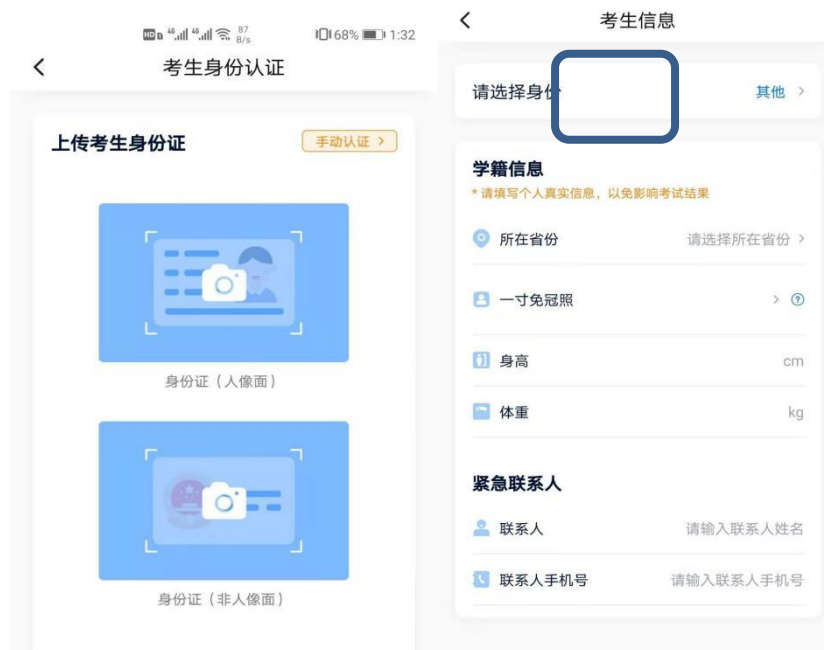 HD 46 46 87 B/s 68% 1:32
考生身份认证
上传考生身份证
手动认证 >
身份证（人像面）
身份证（非人像面）
考生信息
请选择身份 其他 >
学籍信息
* 请填写个人真实信息，以免影响考试结果
所在省份 请选择所在省份 >
一寸免冠照 > ?
身高 cm
体重 kg
紧急联系人
联系人 请输入联系人姓名
联系人手机号 请输入联系人手机号